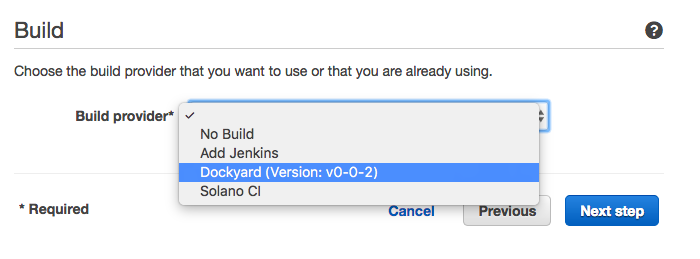 Build
Choose the build provider that you want to use or that you are already using.
Build provider*
No Build
Add Jenkins
Dockyard (Version: v0-0-2)
Solano CI
* Required
Cancel
Previous
Next step